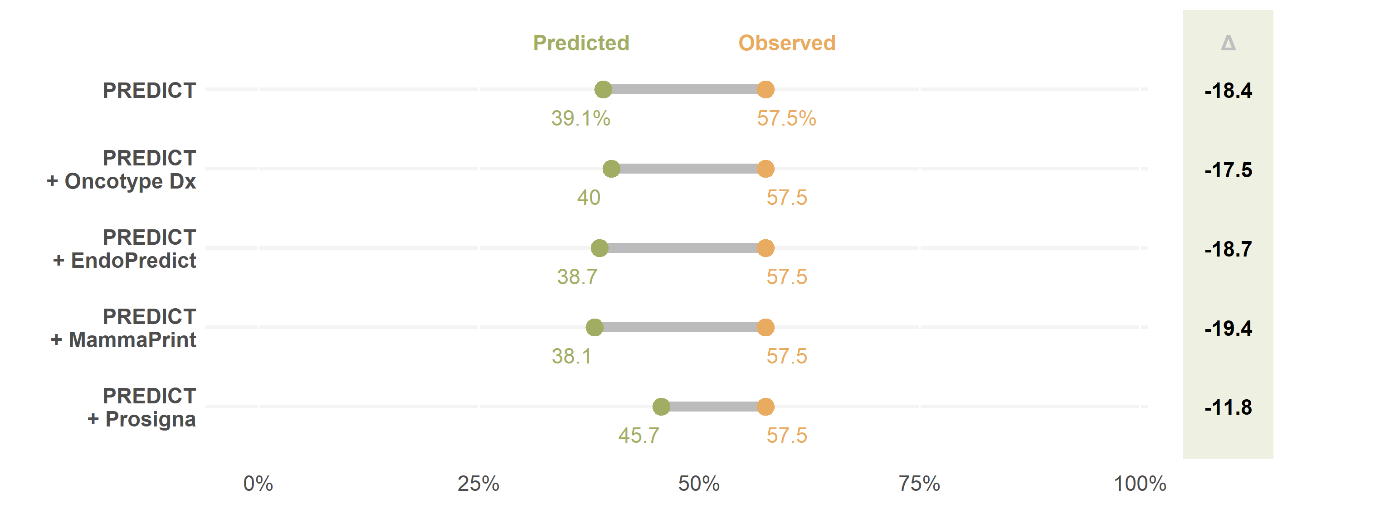 Predicted Observed Δ
PREDICT -18.4
39.1% 57.5%
PREDICT
+ Oncotype Dx -17.5
40 57.5
PREDICT
+ EndoPredict -18.7
38.7 57.5
PREDICT
+ MammaPrint -19.4
38.1 57.5
PREDICT
+ Prosigna -11.8
45.7 57.5
0% 25% 50% 75% 100%